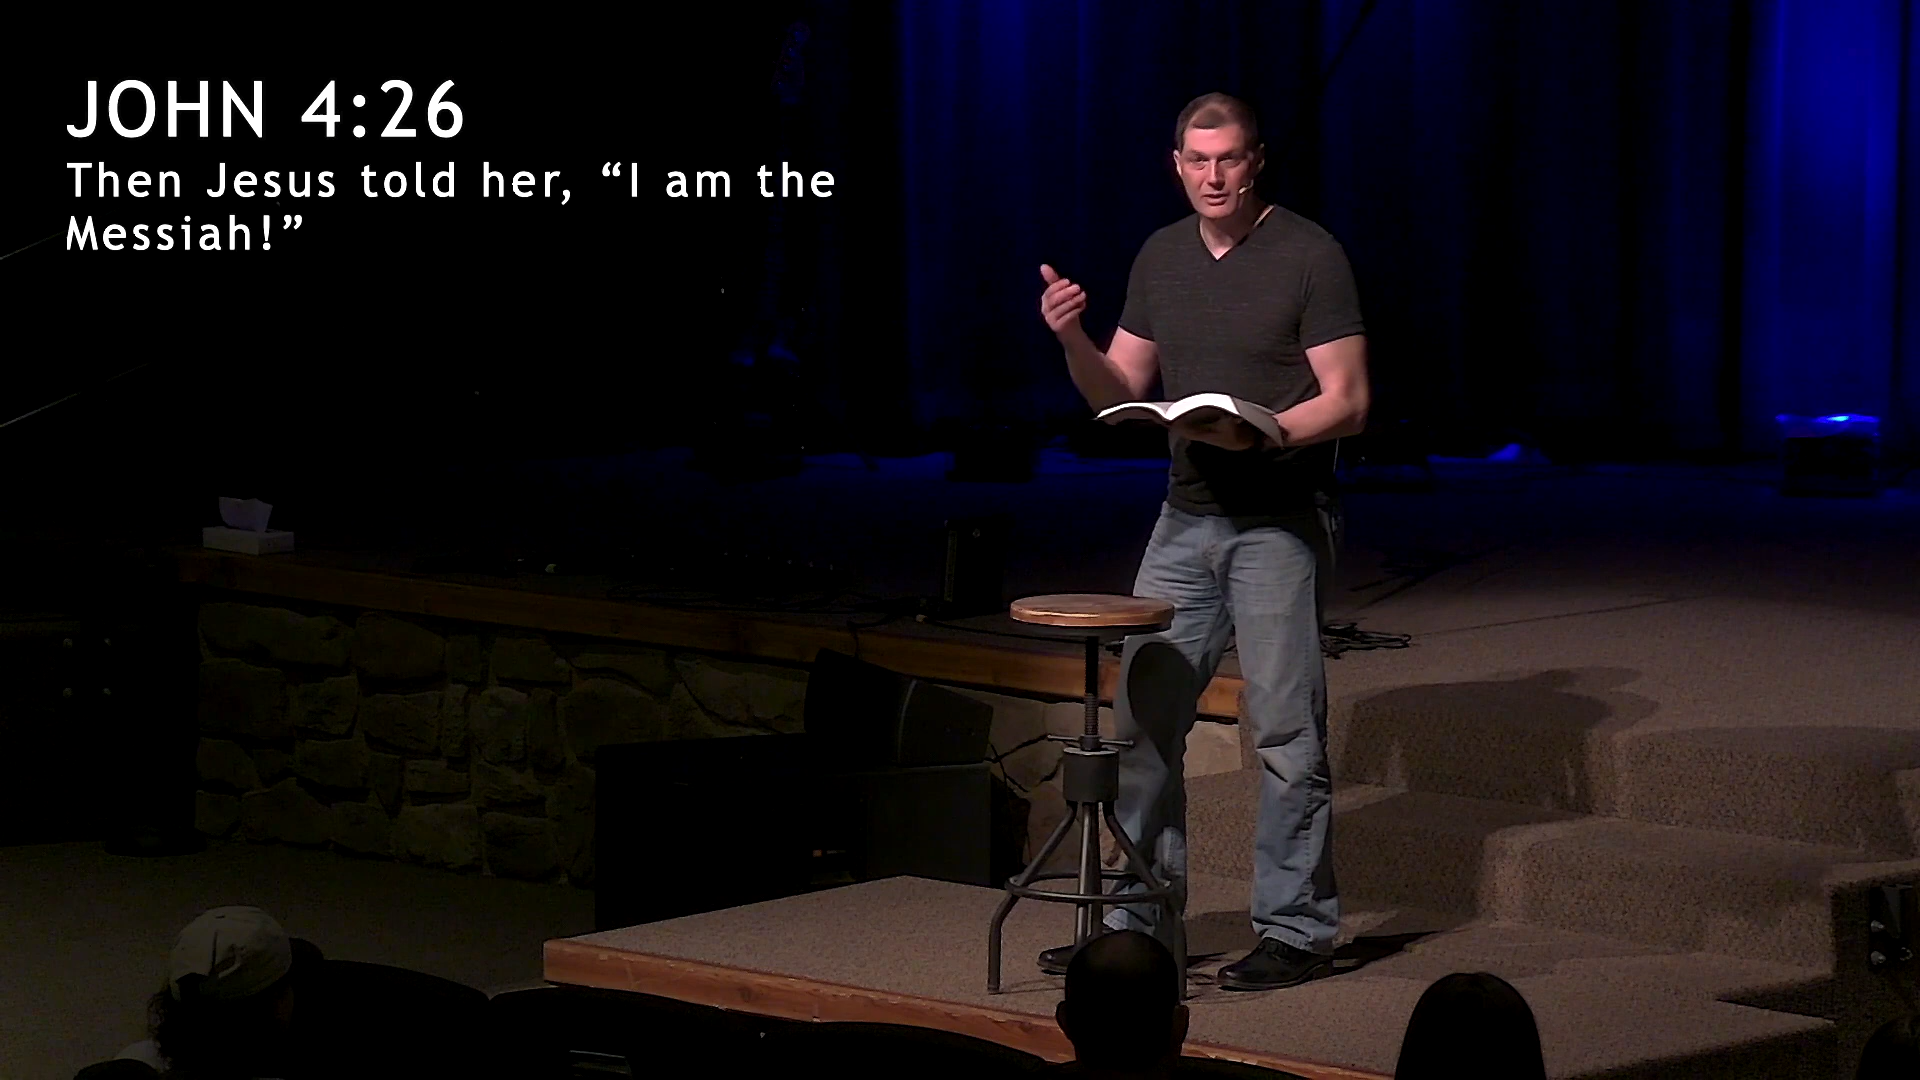 JOHN 4:26
Then Jesus told her, “I am the
Messiah!”